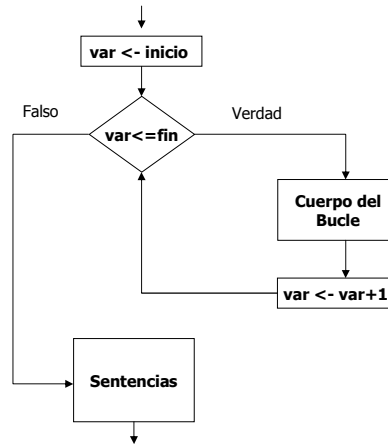 var <- inicio
Falso
Verdad
var<=fin
Cuerpo del
Bucle
var <- var+1
Sentencias